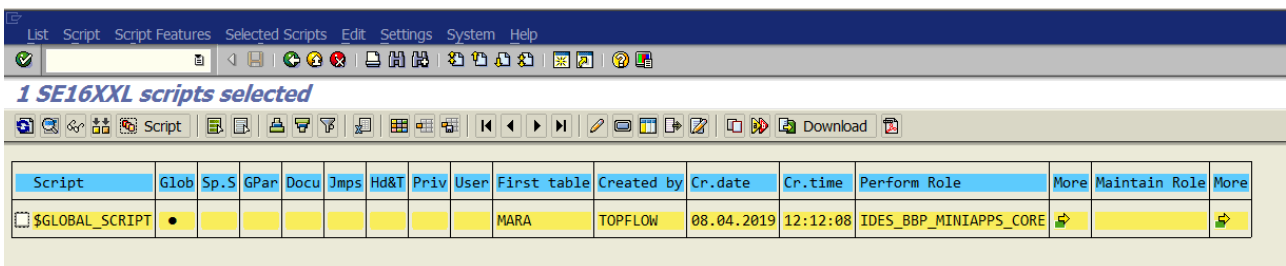 List Script Script Features Selected Scripts Edit Settings System Help
1 SE16XXL scripts selected
Script Download
Script Glob Sp.S GPar Docu Jmps Hd&T Priv User First table Created by Cr.date Cr.time Perform Role More Maintain Role More
$GLOBAL_SCRIPT MARA TOPFLOW 08.04.2019 12:12:08 IDES_BBP_MINIAPPS_CORE